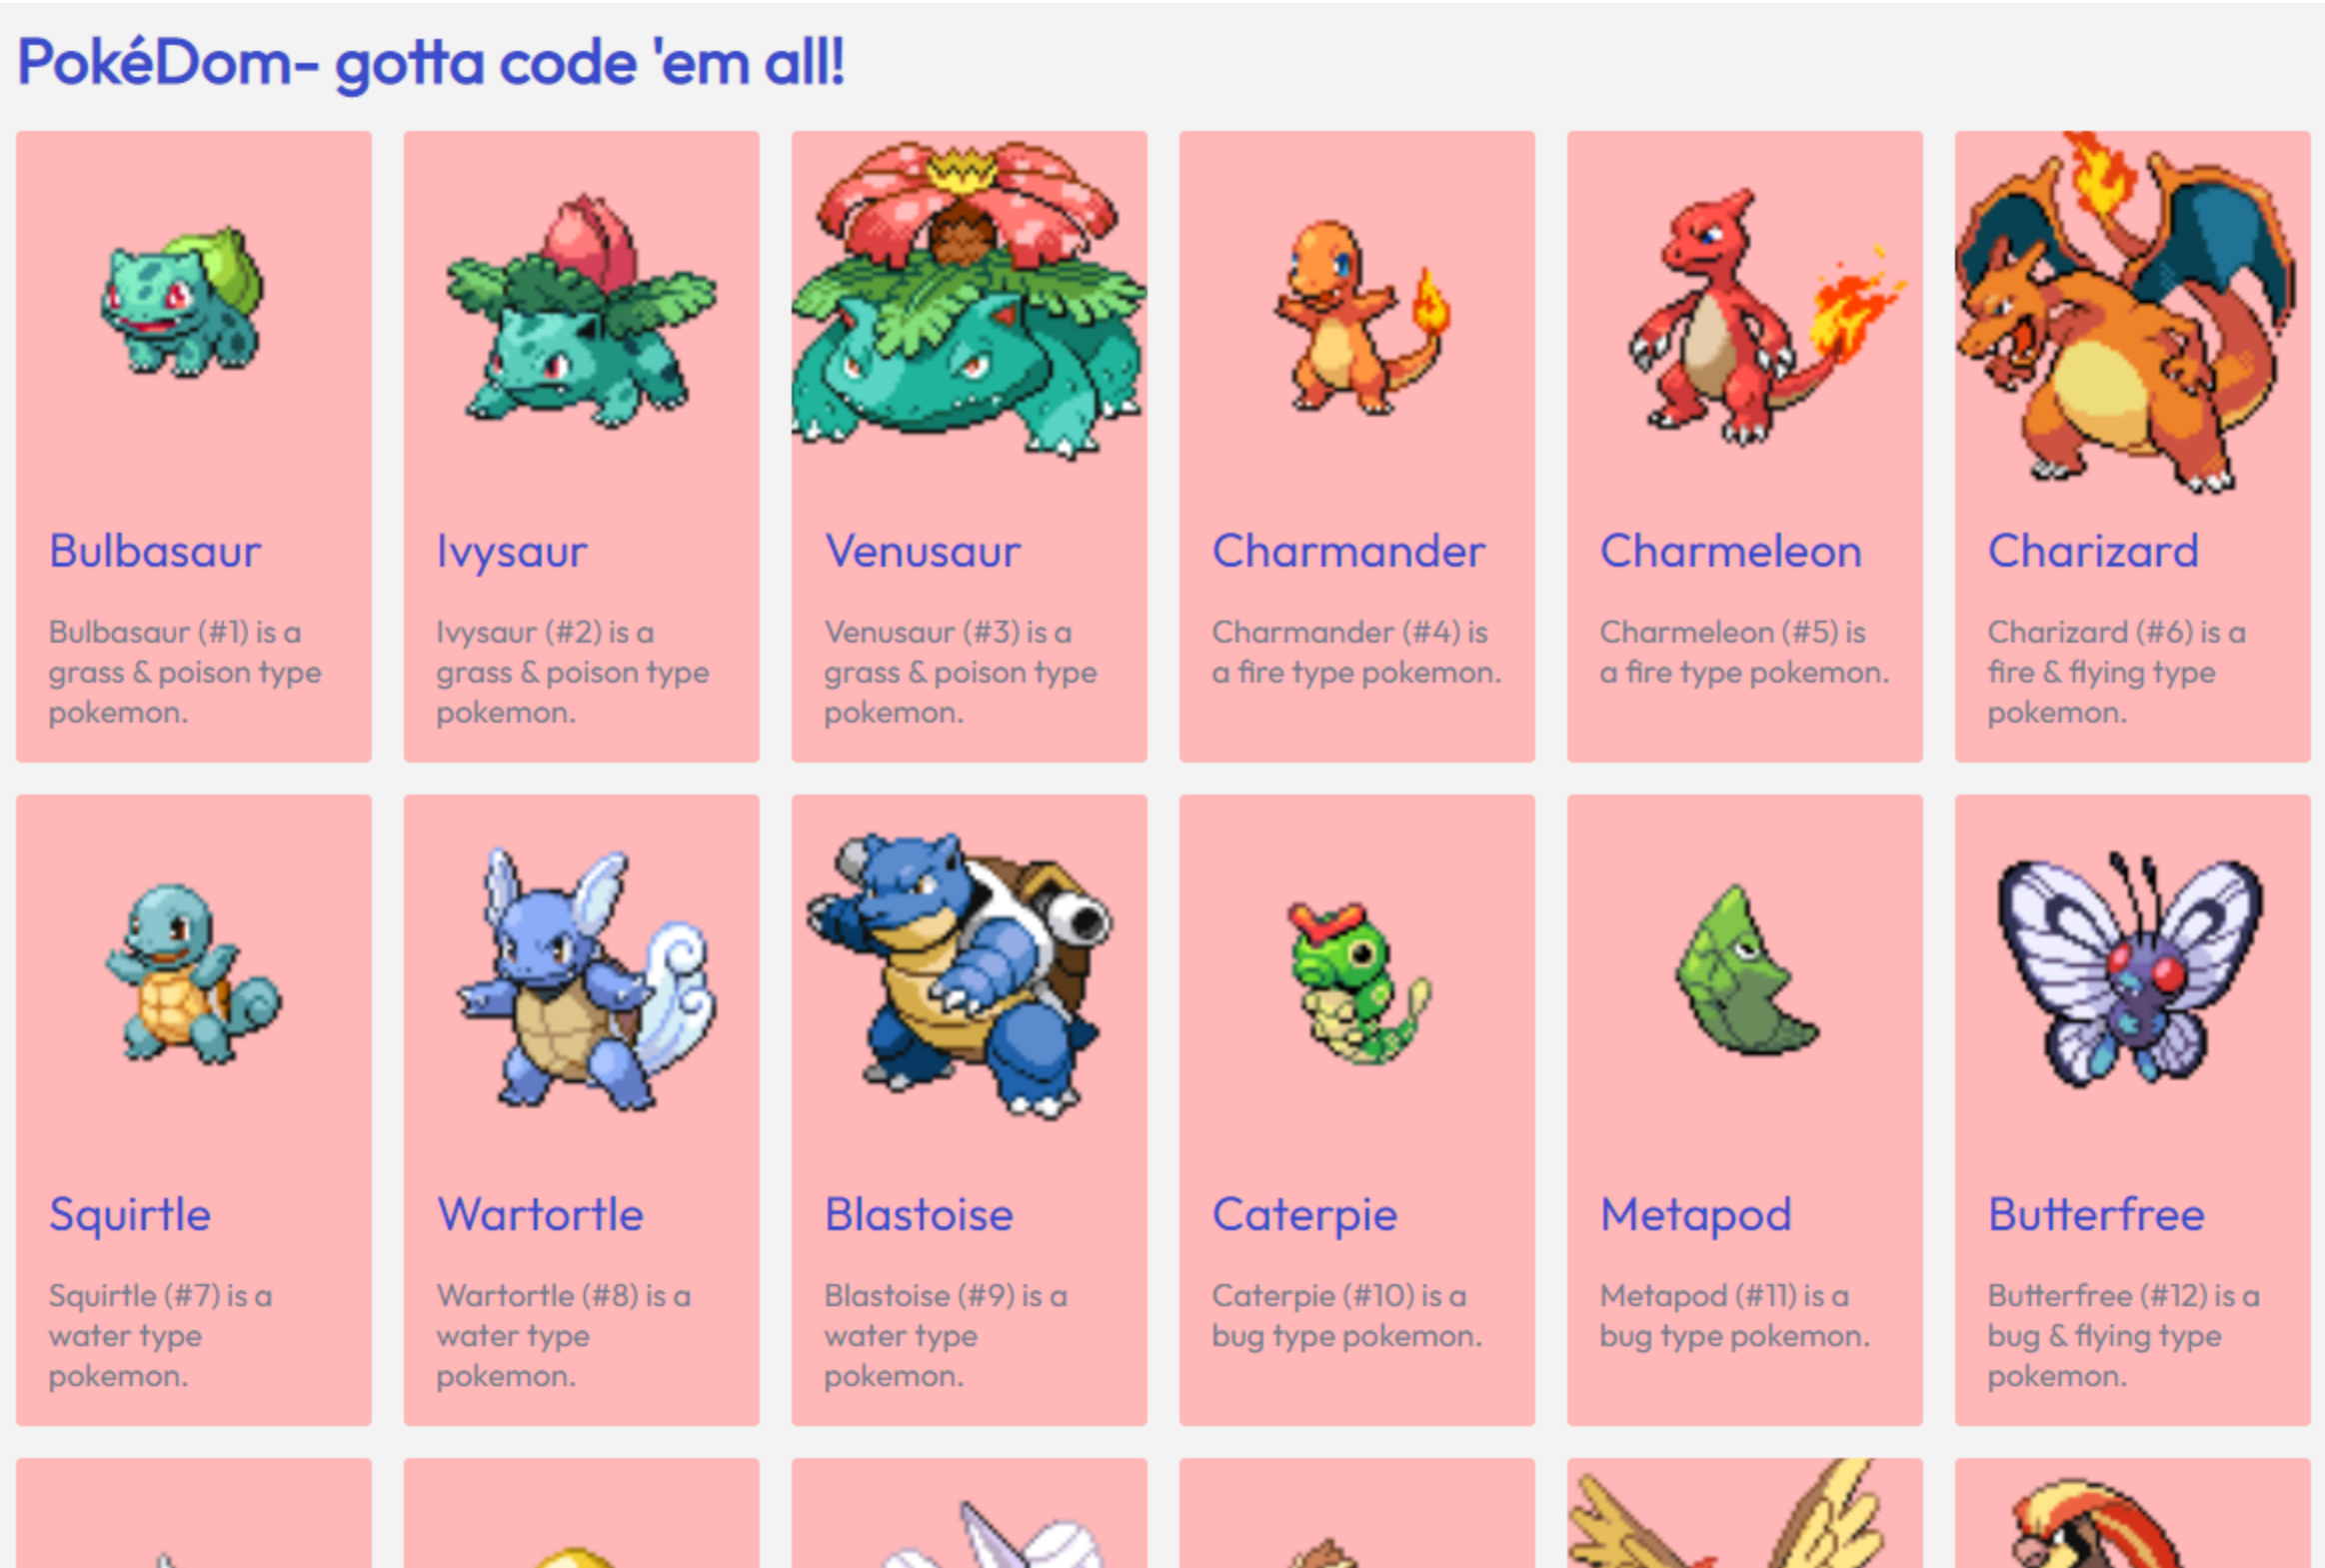 PokéDom- gotta code 'em all!
Bulbasaur
Bulbasaur (#1) is a
grass & poison type
pokemon.
Ivysaur
Ivysaur (#2) is a
grass & poison type
pokemon.
Venusaur
Venusaur (#3) is a
grass & poison type
pokemon.
Charmander
Charmander (#4) is
a fire type pokemon.
Charmeleon
Charmeleon (#5) is
a fire type pokemon.
Charizard
Charizard (#6) is a
fire & flying type
pokemon.
Squirtle
Squirtle (#7) is a
water type
pokemon.
Wartortle
Wartortle (#8) is a
water type
pokemon.
Blastoise
Blastoise (#9) is a
water type
pokemon.
Caterpie
Caterpie (#10) is a
bug type pokemon.
Metapod
Metapod (#11) is a
bug type pokemon.
Butterfree
Butterfree (#12) is a
bug & flying type
pokemon.